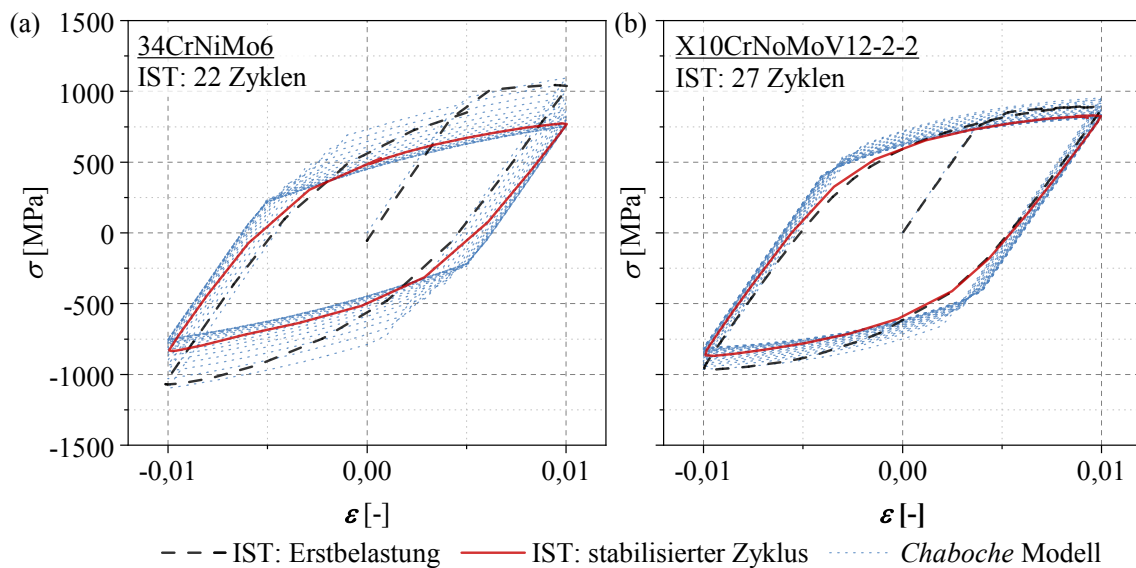 (a)
34CrNiMo6
IST: 22 Zyklen
(b)
X10CrNoMoV12-2-2
IST: 27 Zyklen
1500
1000
500
0
-500
-1000
-1500
σ [MPa]
σ [MPa]
-0,01 0,00 0,01
-0,01 0,00 0,01
ε [-]
ε [-]
IST: Erstbelastung IST: stabilisierter Zyklus Chaboche Modell